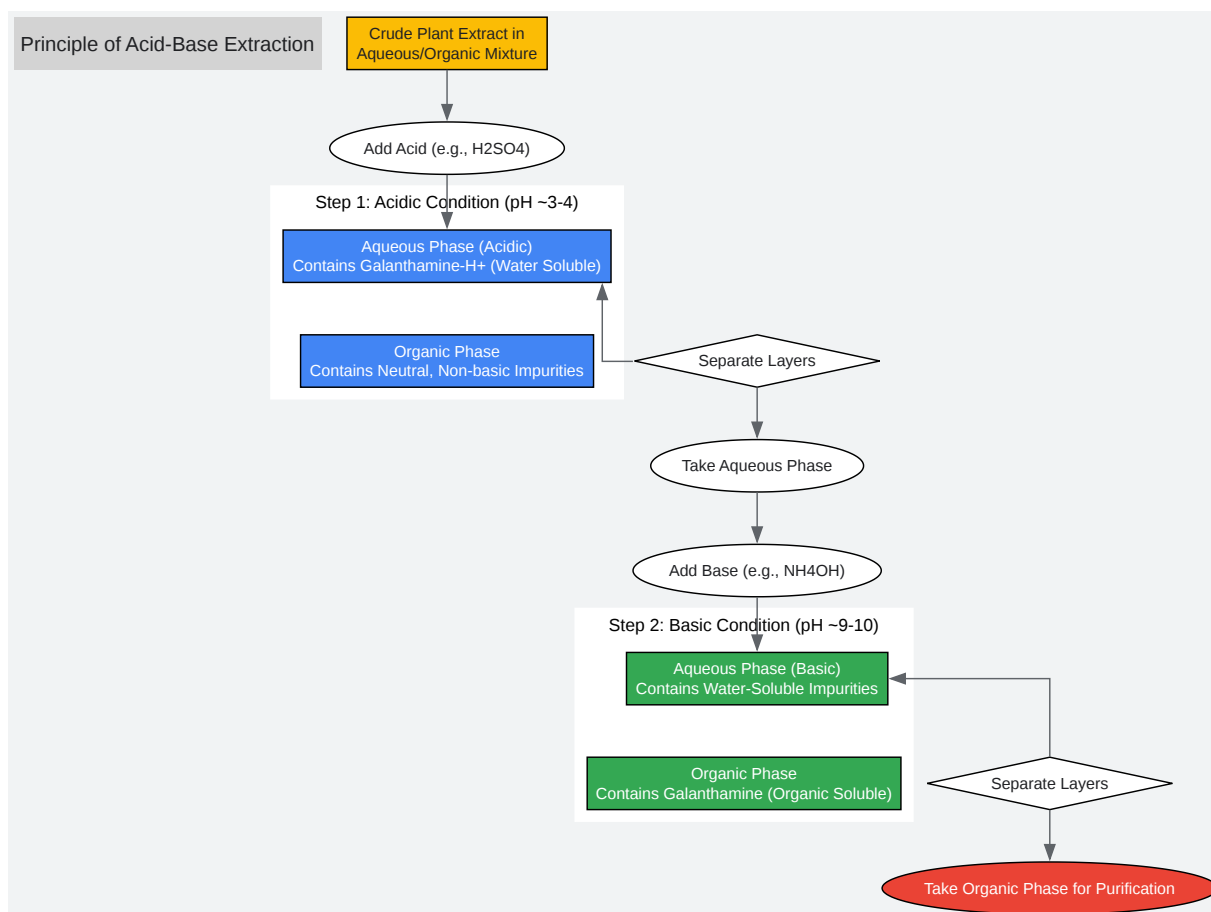 Principle of Acid-Base Extraction
Crude Plant Extract in
Aqueous/Organic Mixture
Add Acid (e.g., H2SO4)
Step 1: Acidic Condition (pH ~3-4)
Aqueous Phase (Acidic)
Contains Galanthamine-H+ (Water Soluble)
Organic Phase
Contains Neutral, Non-basic Impurities
Separate Layers
Take Aqueous Phase
Add Base (e.g., NH4OH)
Step 2: Basic Condition (pH ~9-10)
Aqueous Phase (Basic)
Contains Water-Soluble Impurities
Organic Phase
Contains Galanthamine (Organic Soluble)
Separate Layers
Take Organic Phase for Purification